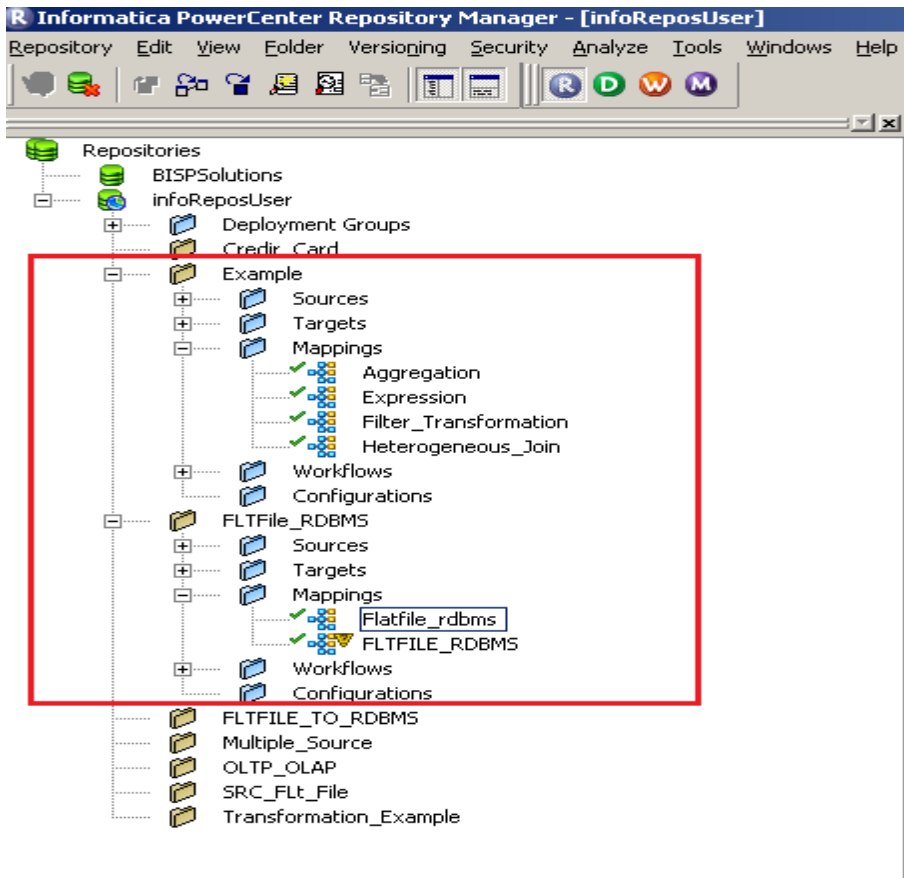 R Informatica PowerCenter Repository Manager - [infoReposUser]
Repository Edit View Folder Versioning Security Analyze Tools Windows Help
R D W M
Repositories
BISPSolutions
infoReposUser
Deployment Groups
Credir_Card
Example
Sources
Targets
Mappings
Aggregation
Expression
Filter_Transformation
Heterogeneous_Join
Workflows
Configurations
FLTFile_RDBMS
Sources
Targets
Mappings
Flatfile_rdbms
FLTFILE_RDBMS
Workflows
Configurations
FLTFILE_TO_RDBMS
Multiple_Source
OLTP_OLAP
SRC_FLt_File
Transformation_Example